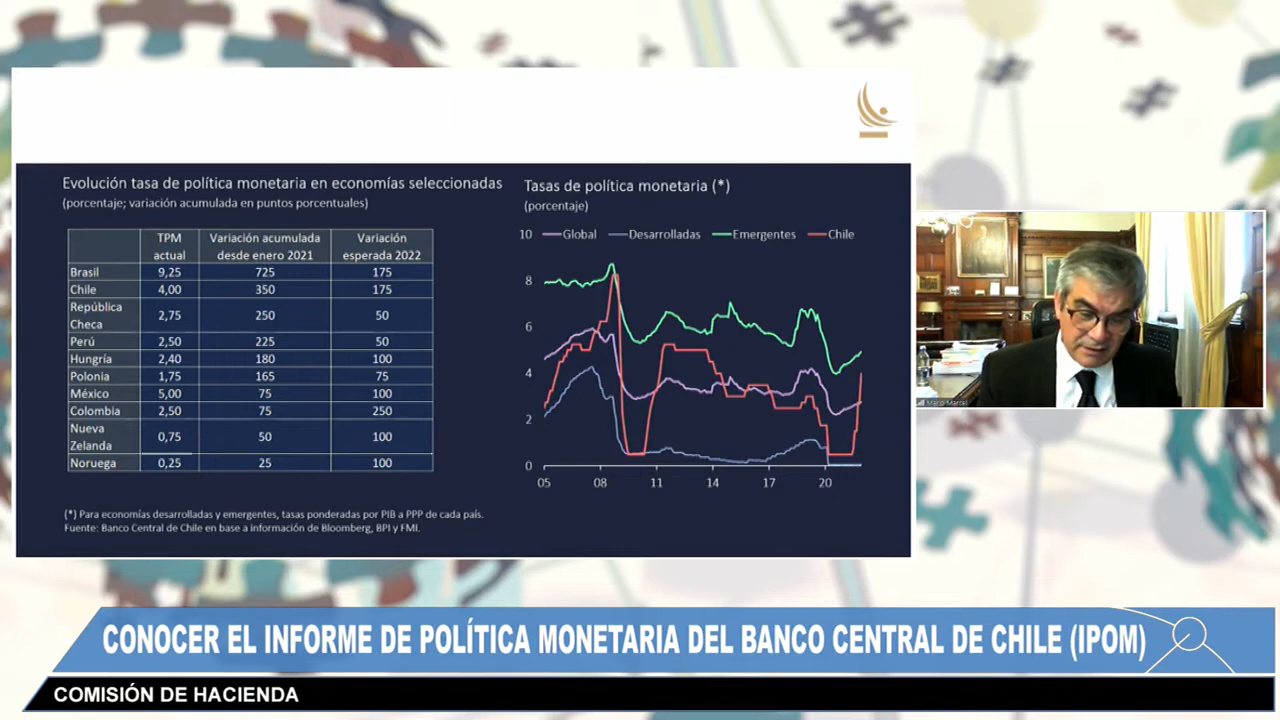 Evolución tasa de política monetaria en economías seleccionadas
(porcentaje; variación acumulada en puntos porcentuales)
TPM actual
Variación acumulada desde enero 2021
Variación esperada 2022
Brasil 9,25 725 175
Chile 4,00 350 175
República Checa 2,75 250 50
Perú 2,50 225 50
Hungría 2,40 180 100
Polonia 1,75 165 75
México 5,00 75 100
Colombia 2,50 75 250
Nueva Zelanda 0,75 50 100
Noruega 0,25 25 100
(*) Para economías desarrolladas y emergentes, tasas ponderadas por PIB a PPP de cada país.
Fuente: Banco Central de Chile en base a información de Bloomberg, BPI y FMI.
Tasas de política monetaria (*)
(porcentaje)
Global Desarrolladas Emergentes Chile
10
8
6
4
2
0
05 08 11 14 17 20
Mario Marcel
CONOCER EL INFORME DE POLÍTICA MONETARIA DEL BANCO CENTRAL DE CHILE (IPOM)
COMISIÓN DE HACIENDA